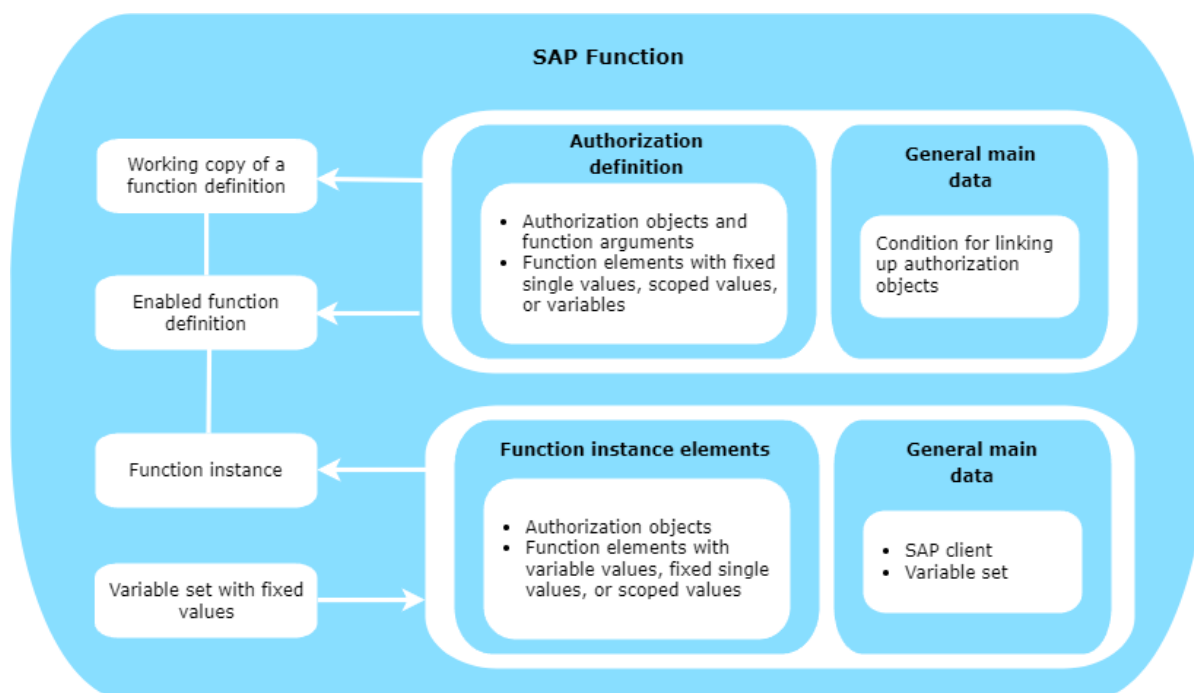 SAP Function
Working copy of a
function definition
Authorization
definition
• Authorization objects and
function arguments
• Function elements with fixed
single values, scoped values,
or variables
General main
data
Condition for linking
up authorization
objects
Enabled function
definition
Function instance
Function instance elements
• Authorization objects
• Function elements with
variable values, fixed single
values, or scoped values
General main
data
• SAP client
• Variable set
Variable set with fixed
values